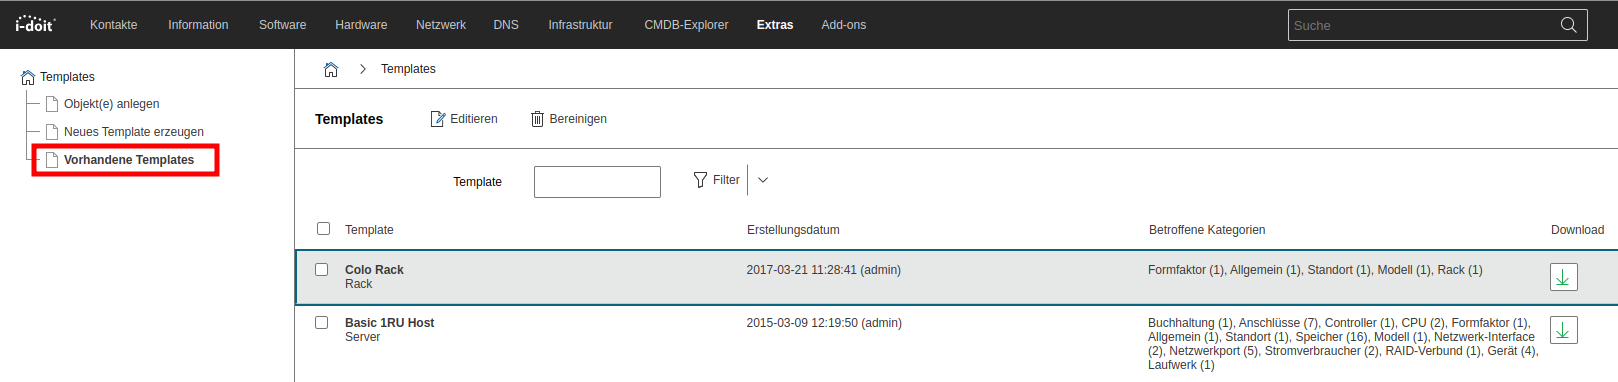 i-doit Kontakte Information Software Hardware Netzwerk DNS Infrastruktur CMDB-Explorer Extras Add-ons Suche
Templates
Objekt(e) anlegen
Neues Template erzeugen
Vorhandene Templates
Templates
Templates Editieren Bereinigen
Template Filter
Template Erstellungsdatum Betroffene Kategorien Download
Colo Rack 2017-03-21 11:28:41 (admin) Formfaktor (1), Allgemein (1), Standort (1), Modell (1), Rack (1)
Rack
Basic 1RU Host 2015-03-09 12:19:50 (admin) Buchhaltung (1), Anschlüsse (7), Controller (1), CPU (2), Formfaktor (1),
Server Allgemein (1), Standort (1), Speicher (16), Modell (1), Netzwerk-Interface
(2), Netzwerkport (5), Stromverbraucher (2), RAID-Verbund (1), Gerät (4),
Laufwerk (1)